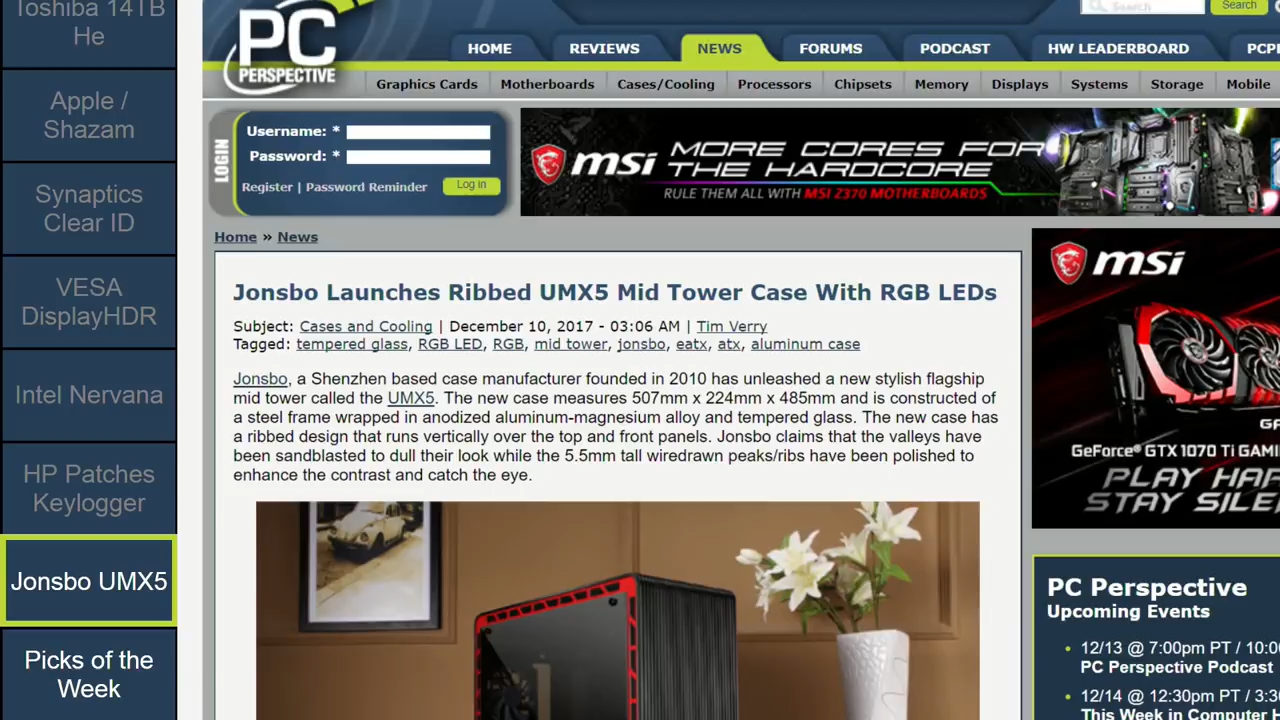 Toshiba 14TB
He
Apple /
Shazam
Synaptics
Clear ID
VESA
DisplayHDR
Intel Nervana
HP Patches
Keylogger
Jonsbo UMX5
Picks of the
Week
PC
PERSPECTIVE
Search
Search
HOME
REVIEWS
NEWS
FORUMS
PODCAST
HW LEADERBOARD
Graphics Cards
Motherboards
Cases/Cooling
Processors
Chipsets
Memory
Displays
Systems
Storage
Mobile
LOGIN
Username: *
Password: *
Register | Password Reminder
Log in
msi
MORE CORES FOR
THE HARDCORE
RULE THEM ALL WITH MSI Z370 MOTHERBOARDS
Home » News
Jonsbo Launches Ribbed UMX5 Mid Tower Case With RGB LEDs
Subject: Cases and Cooling | December 10, 2017 - 03:06 AM | Tim Verry
Tagged: tempered glass, RGB LED, RGB, mid tower, jonsbo, eatx, atx, aluminum case
Jonsbo, a Shenzhen based case manufacturer founded in 2010 has unleashed a new stylish flagship
mid tower called the UMX5. The new case measures 507mm x 224mm x 485mm and is constructed of
a steel frame wrapped in anodized aluminum-magnesium alloy and tempered glass. The new case has
a ribbed design that runs vertically over the top and front panels. Jonsbo claims that the valleys have
been sandblasted to dull their look while the 5.5mm tall wiredrawn peaks/ribs have been polished to
enhance the contrast and catch the eye.
msi
GeForce® GTX 1070 Ti
PLAY
STAY
PC Perspective
Upcoming Events
12/13 @ 7:00pm PT /
PC Perspective Podcast
12/14 @ 12:30pm PT /
This Week in Computer